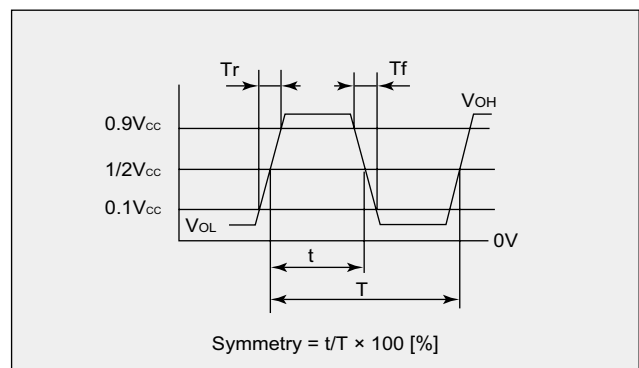 Tr Tf
VOH
0.9Vcc
1/2Vcc
0.1Vcc
VOL
0V
t
T
Symmetry = t/T × 100 [%]